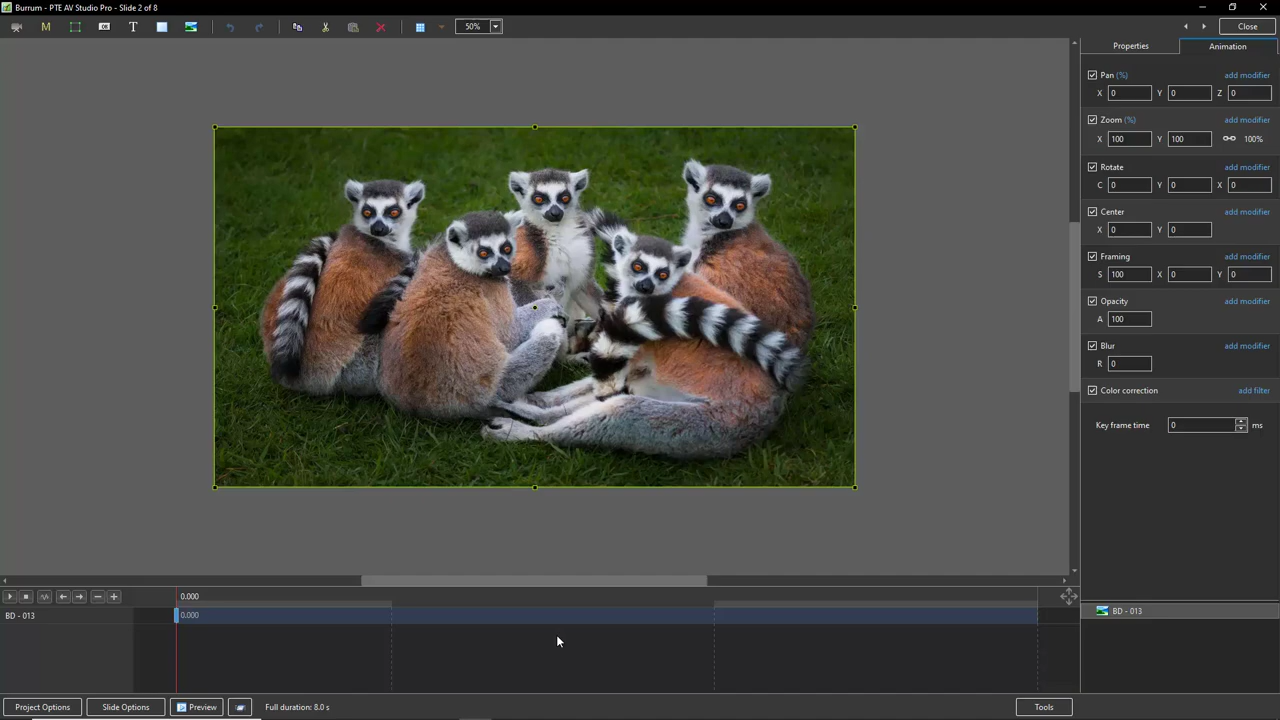 Burrum - PTE AV Studio Pro - Slide 2 of 8
M OK T 50% Close
Properties Animation
Pan (%) add modifier
X 0 Y 0 Z 0
Zoom (%) add modifier
X 100 Y 100 100%
Rotate add modifier
C 0 Y 0 X 0
Center add modifier
X 0 Y 0
Framing add modifier
S 100 X 0 Y 0
Opacity add modifier
A 100
Blur add modifier
R 0
Color correction add filter
Key frame time 0 ms
0.000
BD - 013 0.000
BD - 013
Project Options Slide Options Preview Full duration: 8.0 s Tools